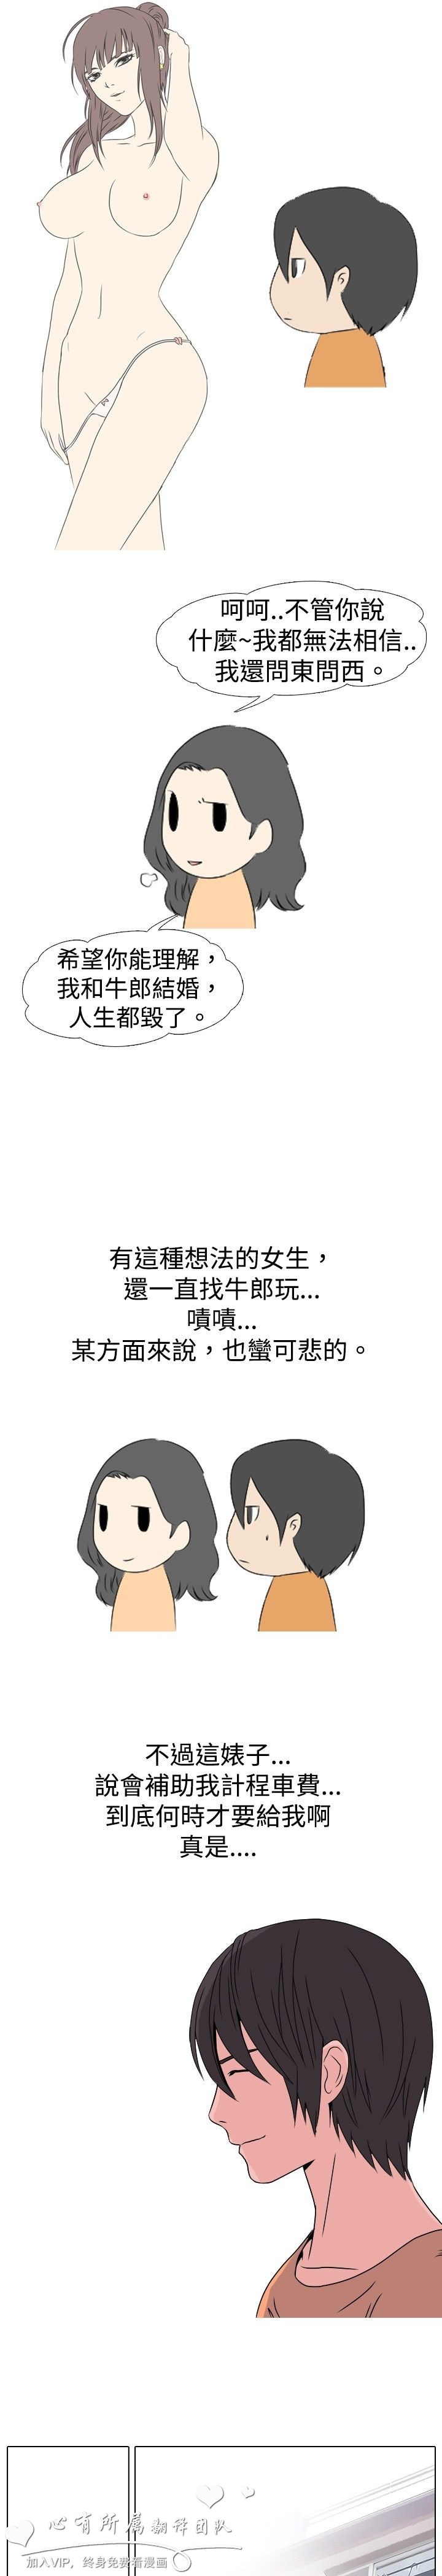 呵呵..不管你說
什麼~我都無法相信..
我還問東問西。
希望你能理解，
我和牛郎結婚，
人生都毀了。
有這種想法的女生，
還一直找牛郎玩...
嘖嘖...
某方面來說，也蠻可悲的。
不過這婊子...
說會補助我計程車費...
到底何時才要給我啊
真是....
心有所属翻译团队
加入VIP，终身免费看漫画